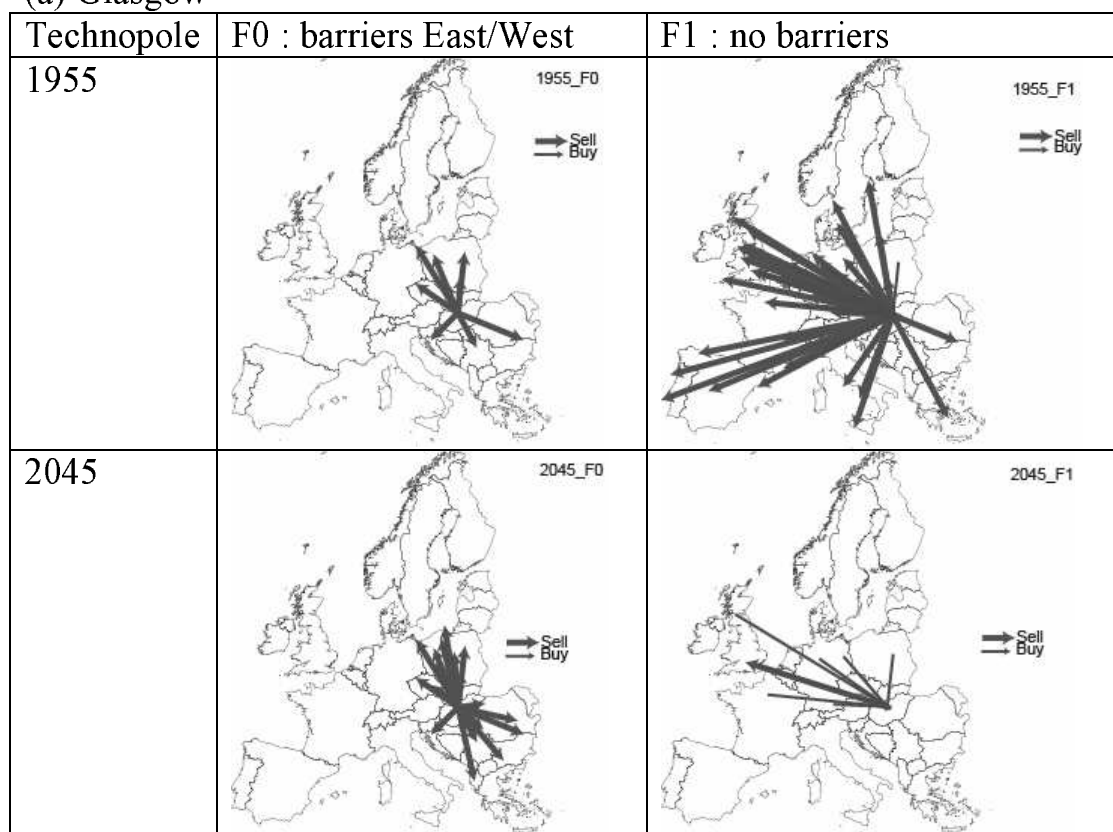 (a) Glasgow
Technopole F0 : barriers East/West F1 : no barriers
1955
1955_F0
Sell
Buy
1955_F1
Sell
Buy
2045
2045_F0
Sell
Buy
2045_F1
Sell
Buy